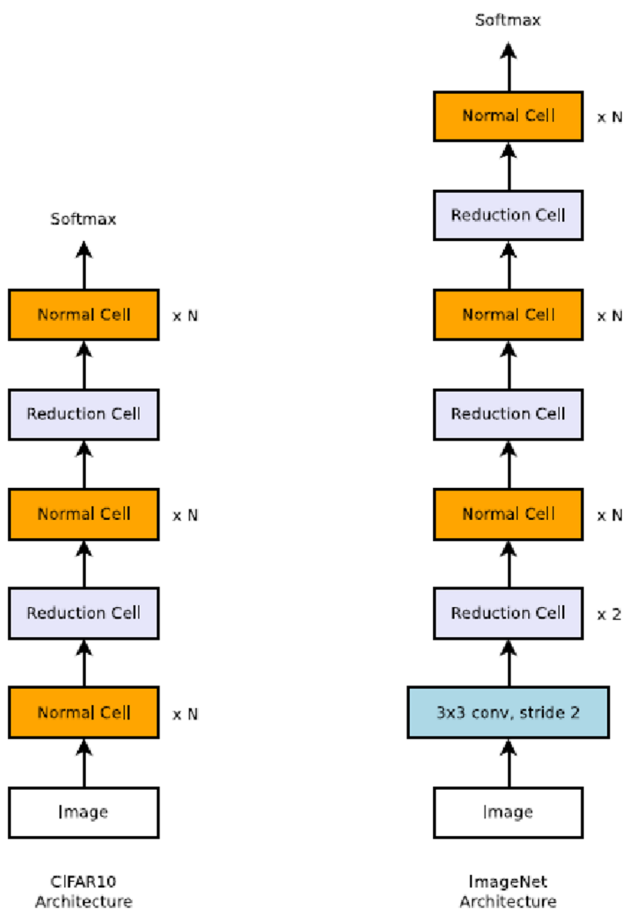 Softmax
Normal Cell x N
Reduction Cell
Normal Cell x N
Reduction Cell
Normal Cell x N
Image
CIFAR10
Architecture
Softmax
Normal Cell x N
Reduction Cell
Normal Cell x N
Reduction Cell
Normal Cell x N
Reduction Cell x 2
3x3 conv, stride 2
Image
ImageNet
Architecture